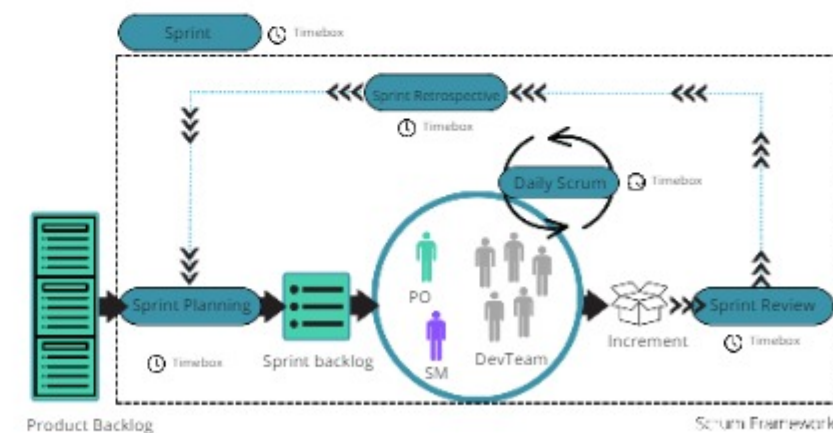 Sprint
Timebox
Sprint Retrospective
Timebox
Daily Scrum
Timebox
PO
Sprint Planning
Sprint Review
Increment
Timebox
Sprint backlog
SM
DevTeam
Timebox
Product Backlog
Scrum Framework